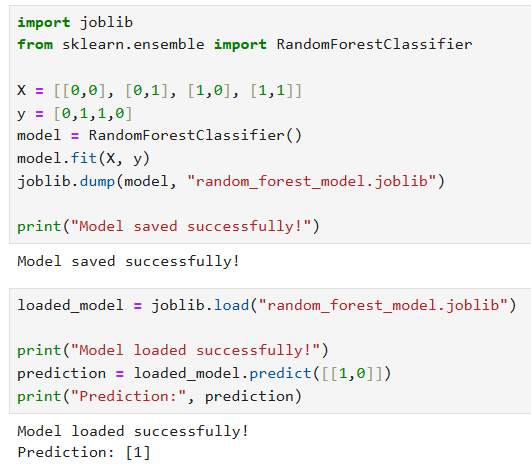 import joblib
from sklearn.ensemble import RandomForestClassifier
X = [[0,0], [0,1], [1,0], [1,1]]
y = [0,1,1,0]
model = RandomForestClassifier()
model.fit(X, y)
joblib.dump(model, "random_forest_model.joblib")
print("Model saved successfully!")
Model saved successfully!
loaded_model = joblib.load("random_forest_model.joblib")
print("Model loaded successfully!")
prediction = loaded_model.predict([[1,0]])
print("Prediction:", prediction)
Model loaded successfully!
Prediction: [1]